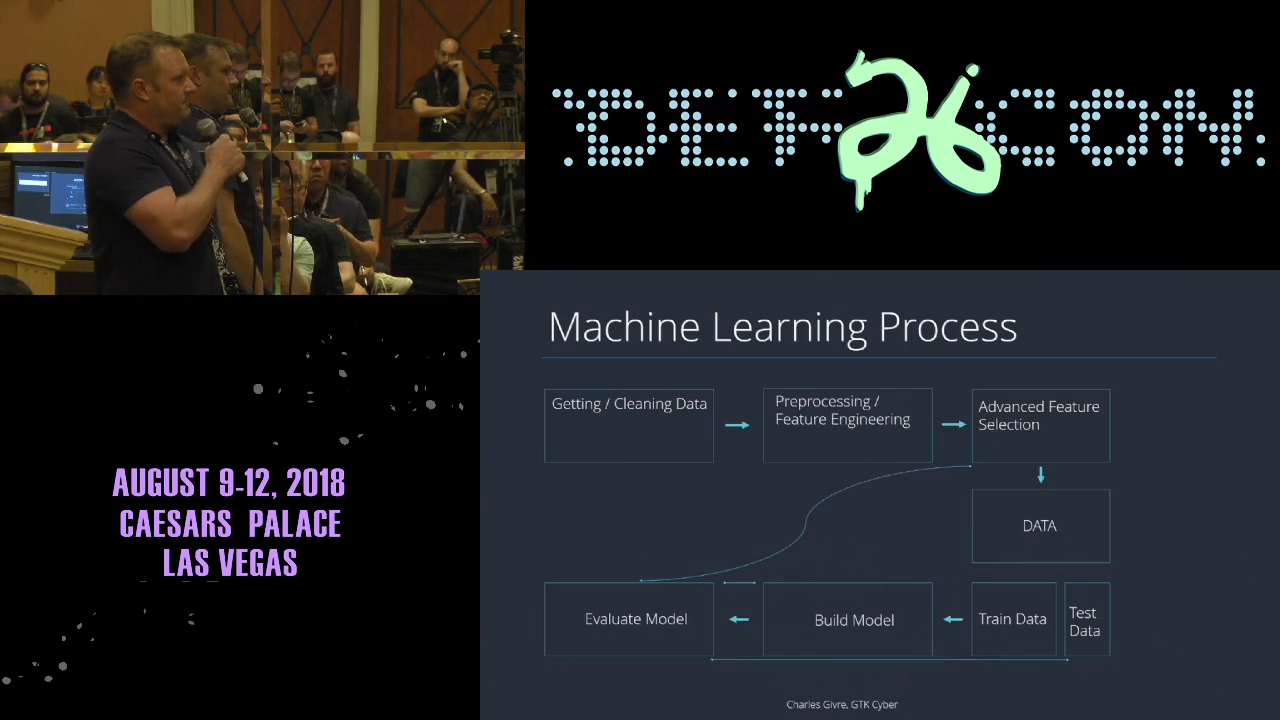 DEF CON
26
Machine Learning Process
Getting / Cleaning Data
Preprocessing /
Feature Engineering
Advanced Feature
Selection
DATA
Evaluate Model
Build Model
Train Data
Test
Data
Charles Givre, GTK Cyber
AUGUST 9-12, 2018
CAESARS PALACE
LAS VEGAS